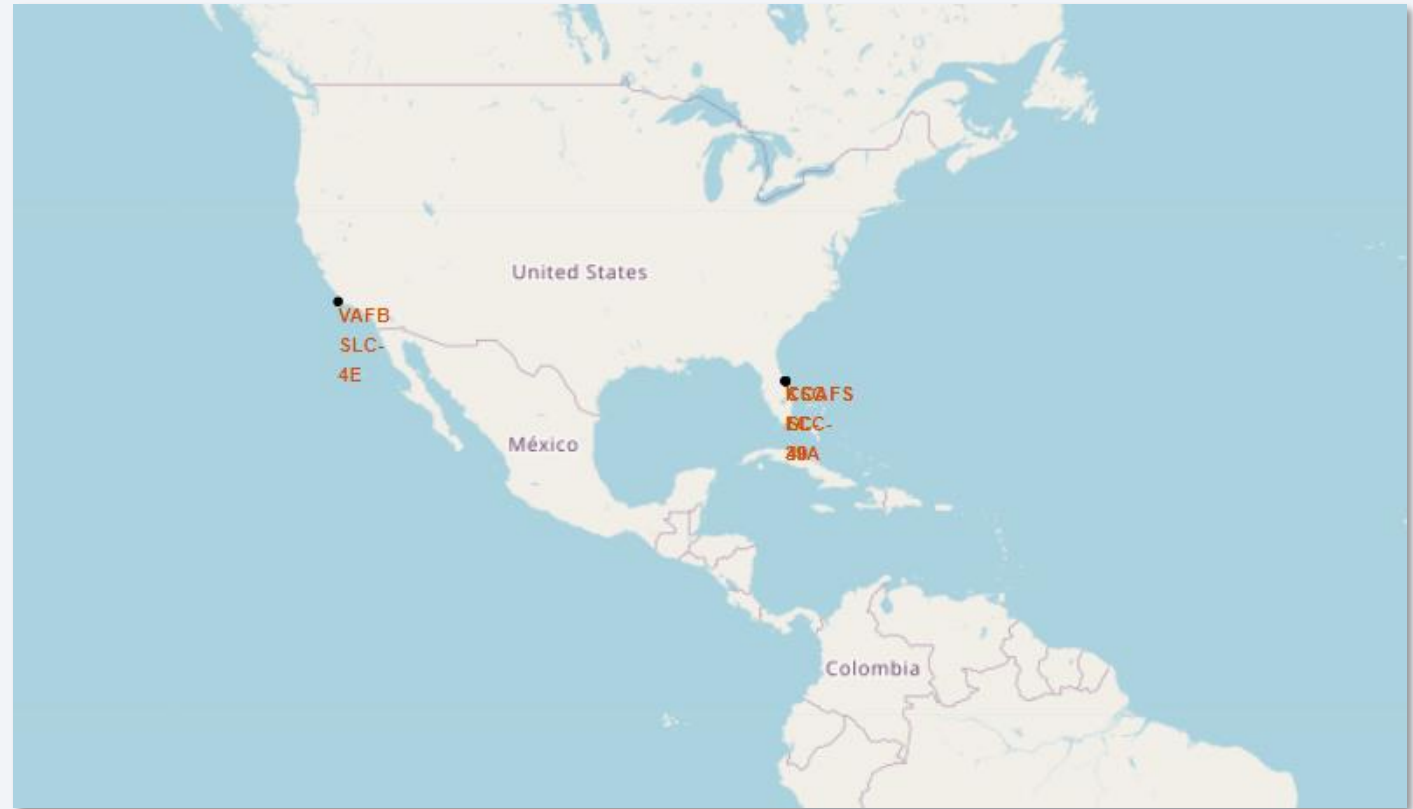 United States
VAFB
SLC-
4E
México
Colombia